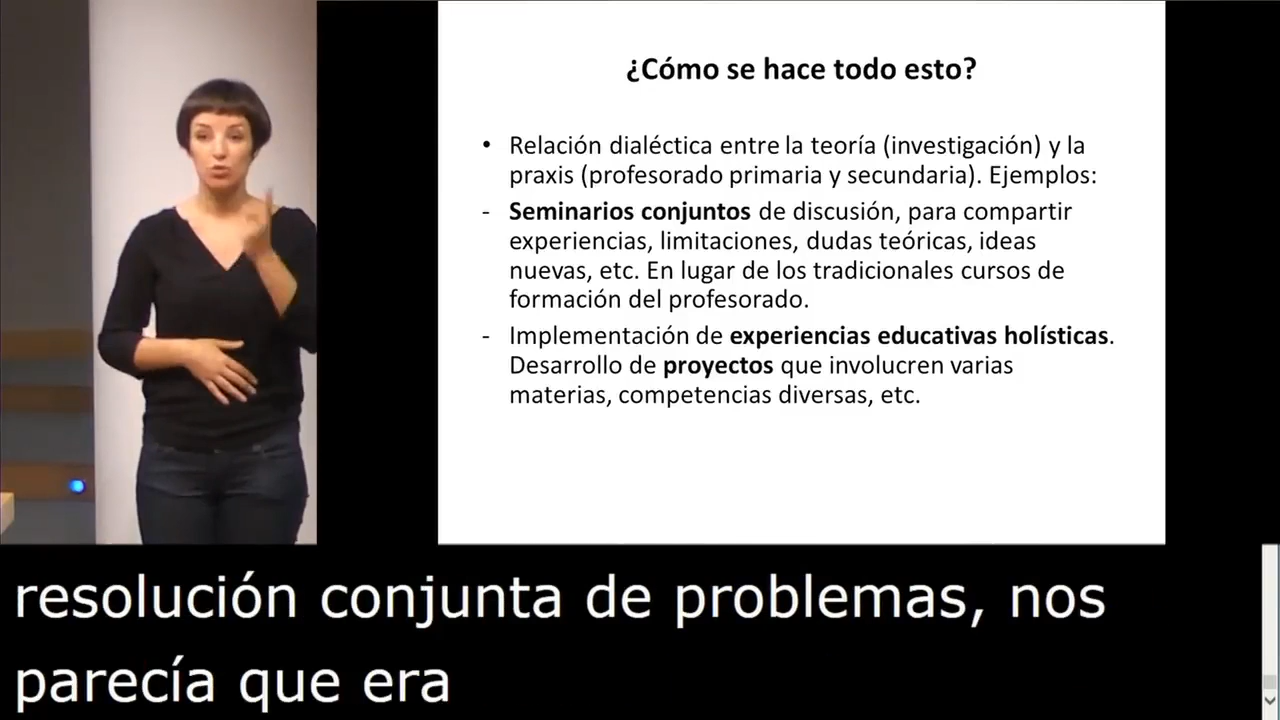 ¿Cómo se hace todo esto?
• Relación dialéctica entre la teoría (investigación) y la
praxis (profesorado primaria y secundaria). Ejemplos:
- Seminarios conjuntos de discusión, para compartir
experiencias, limitaciones, dudas teóricas, ideas
nuevas, etc. En lugar de los tradicionales cursos de
formación del profesorado.
- Implementación de experiencias educativas holísticas.
Desarrollo de proyectos que involucren varias
materias, competencias diversas, etc.
resolución conjunta de problemas, nos
parecía que era